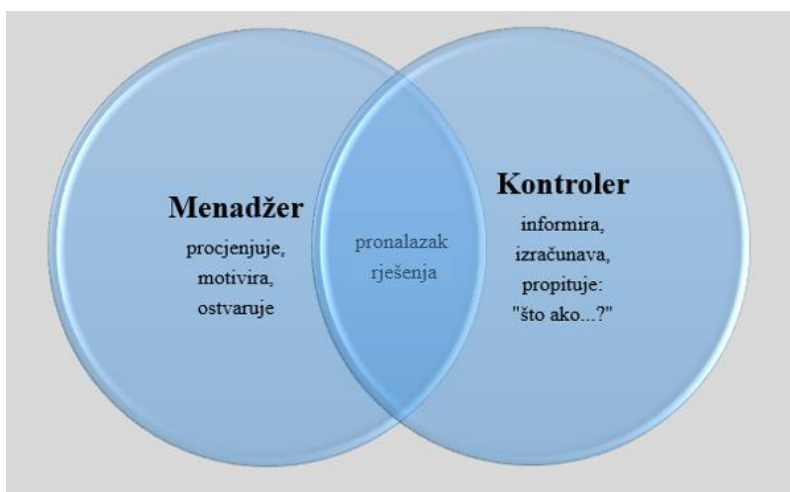 Menadžer
procjenjuje,
motivira,
ostvaruje
pronalazak
rješenja
Kontroler
informira,
izračunava,
propituje:
"što ako...?"